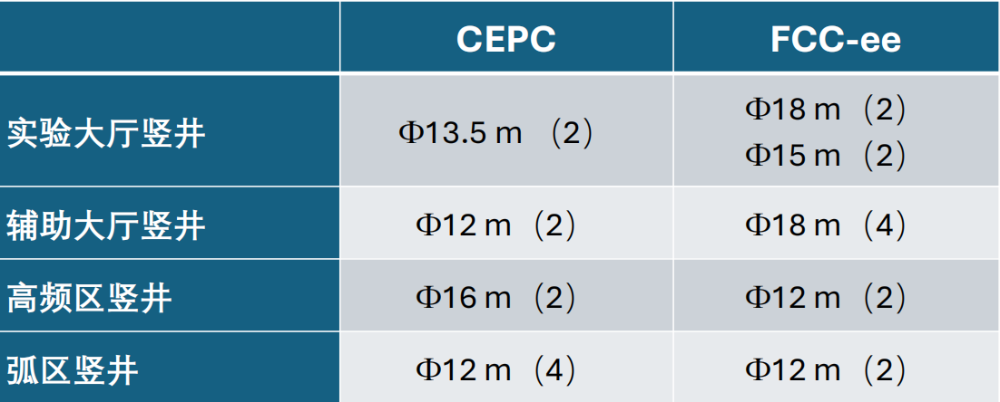 CEPC FCC-ee
实验大厅竖井 Φ13.5 m （2） Φ18 m（2）
Φ15 m（2）
辅助大厅竖井 Φ12 m（2） Φ18 m（4）
高频区竖井 Φ16 m（2） Φ12 m（2）
弧区竖井 Φ12 m（4） Φ12 m（2）